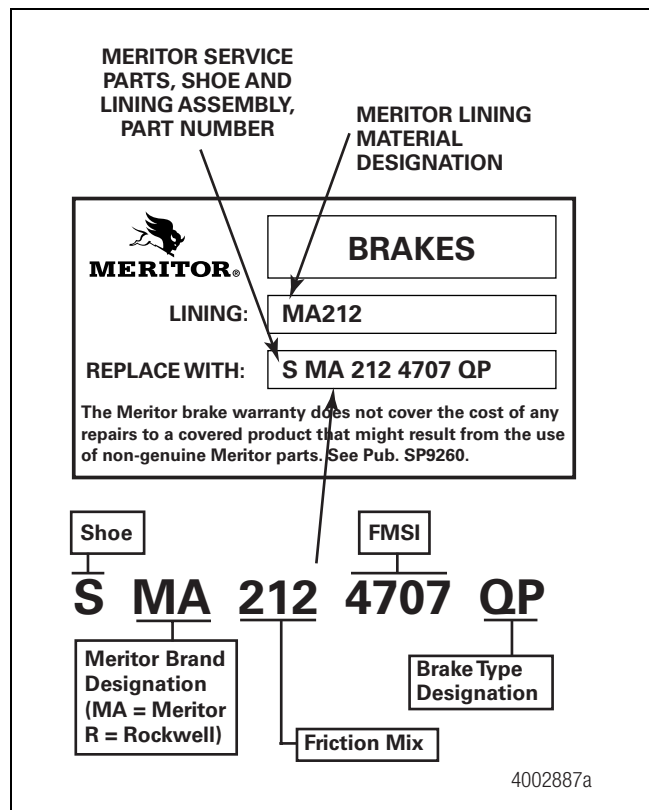 MERITOR SERVICE
PARTS, SHOE AND
LINING ASSEMBLY,
PART NUMBER
MERITOR LINING
MATERIAL
DESIGNATION
MERITOR®
BRAKES
LINING:
MA212
REPLACE WITH:
S MA 212 4707 QP
The Meritor brake warranty does not cover the cost of any
repairs to a covered product that might result from the use
of non-genuine Meritor parts. See Pub. SP9260.
Shoe
FMSI
S MA 212 4707 QP
Meritor Brand
Designation
(MA = Meritor
R = Rockwell)
Brake Type
Designation
Friction Mix
4002887a